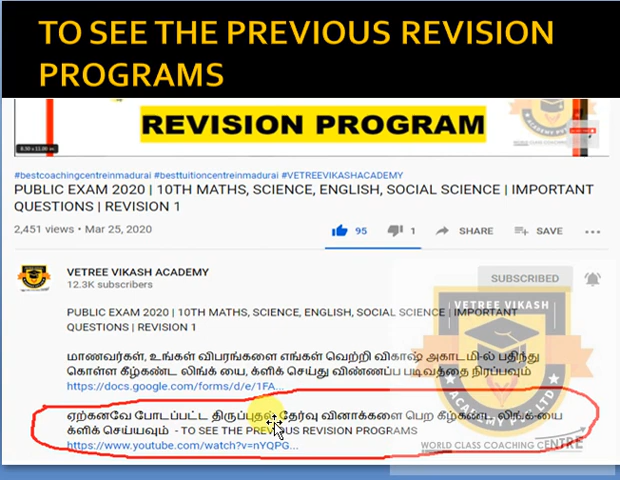 TO SEE THE PREVIOUS REVISION
PROGRAMS
REVISION PROGRAM
#bestcoachingcentreinmadurai #besttuitioncentreinmadurai #VETREEVIKASHACADEMY
PUBLIC EXAM 2020 | 10TH MATHS, SCIENCE, ENGLISH, SOCIAL SCIENCE | IMPORTANT
QUESTIONS | REVISION 1
2,451 views • Mar 25, 2020
95
1
SHARE
SAVE
VETREE VIKASH ACADEMY
12.3K subscribers
SUBSCRIBED
PUBLIC EXAM 2020 | 10TH MATHS, SCIENCE, ENGLISH, SOCIAL SCIENCE | IMPORTANT
QUESTIONS | REVISION 1
VETREE VIKASH
மாணவர்கள், உங்கள் விபரங்களை எங்கள் வெற்றி விகாஷ் அகாடமி-ல் பதிந்து
கொள்ள கீழ்கண்ட லிங்க் யை, க்ளிக் செய்து விண்ணப்ப படிவத்தை நிரப்பவும்
https://docs.google.com/forms/d/e/1FA...
ஏற்கனவே போடப்பட்ட திருப்புதல் தேர்வு வினாக்களை பெற கீழ்கண்ட லிங்க்-யை
க்ளிக் செய்யவும் - TO SEE THE PREVIOUS REVISION PROGRAMS
https://www.youtube.com/watch?v=nYQPG...
ACADEMY PVT LTD
WORLD CLASS COACHING CENTRE